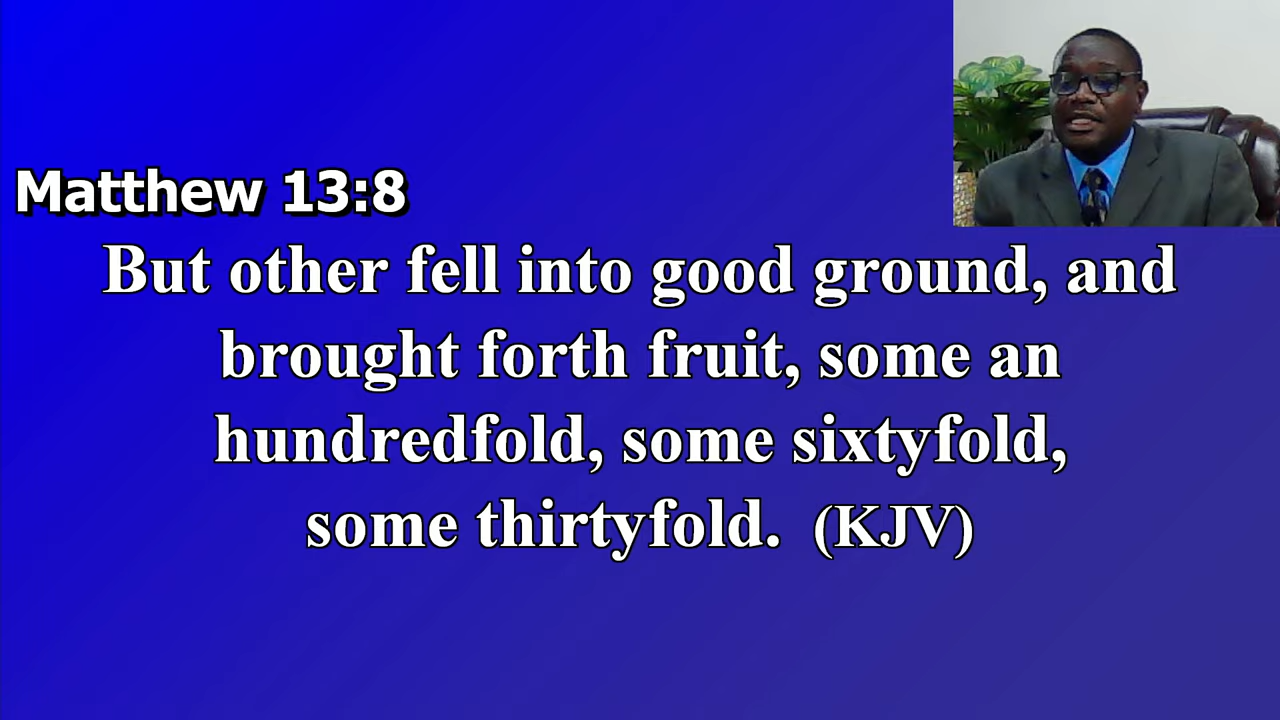 Matthew 13:8
But other fell into good ground, and
brought forth fruit, some an
hundredfold, some sixtyfold,
some thirtyfold. (KJV)